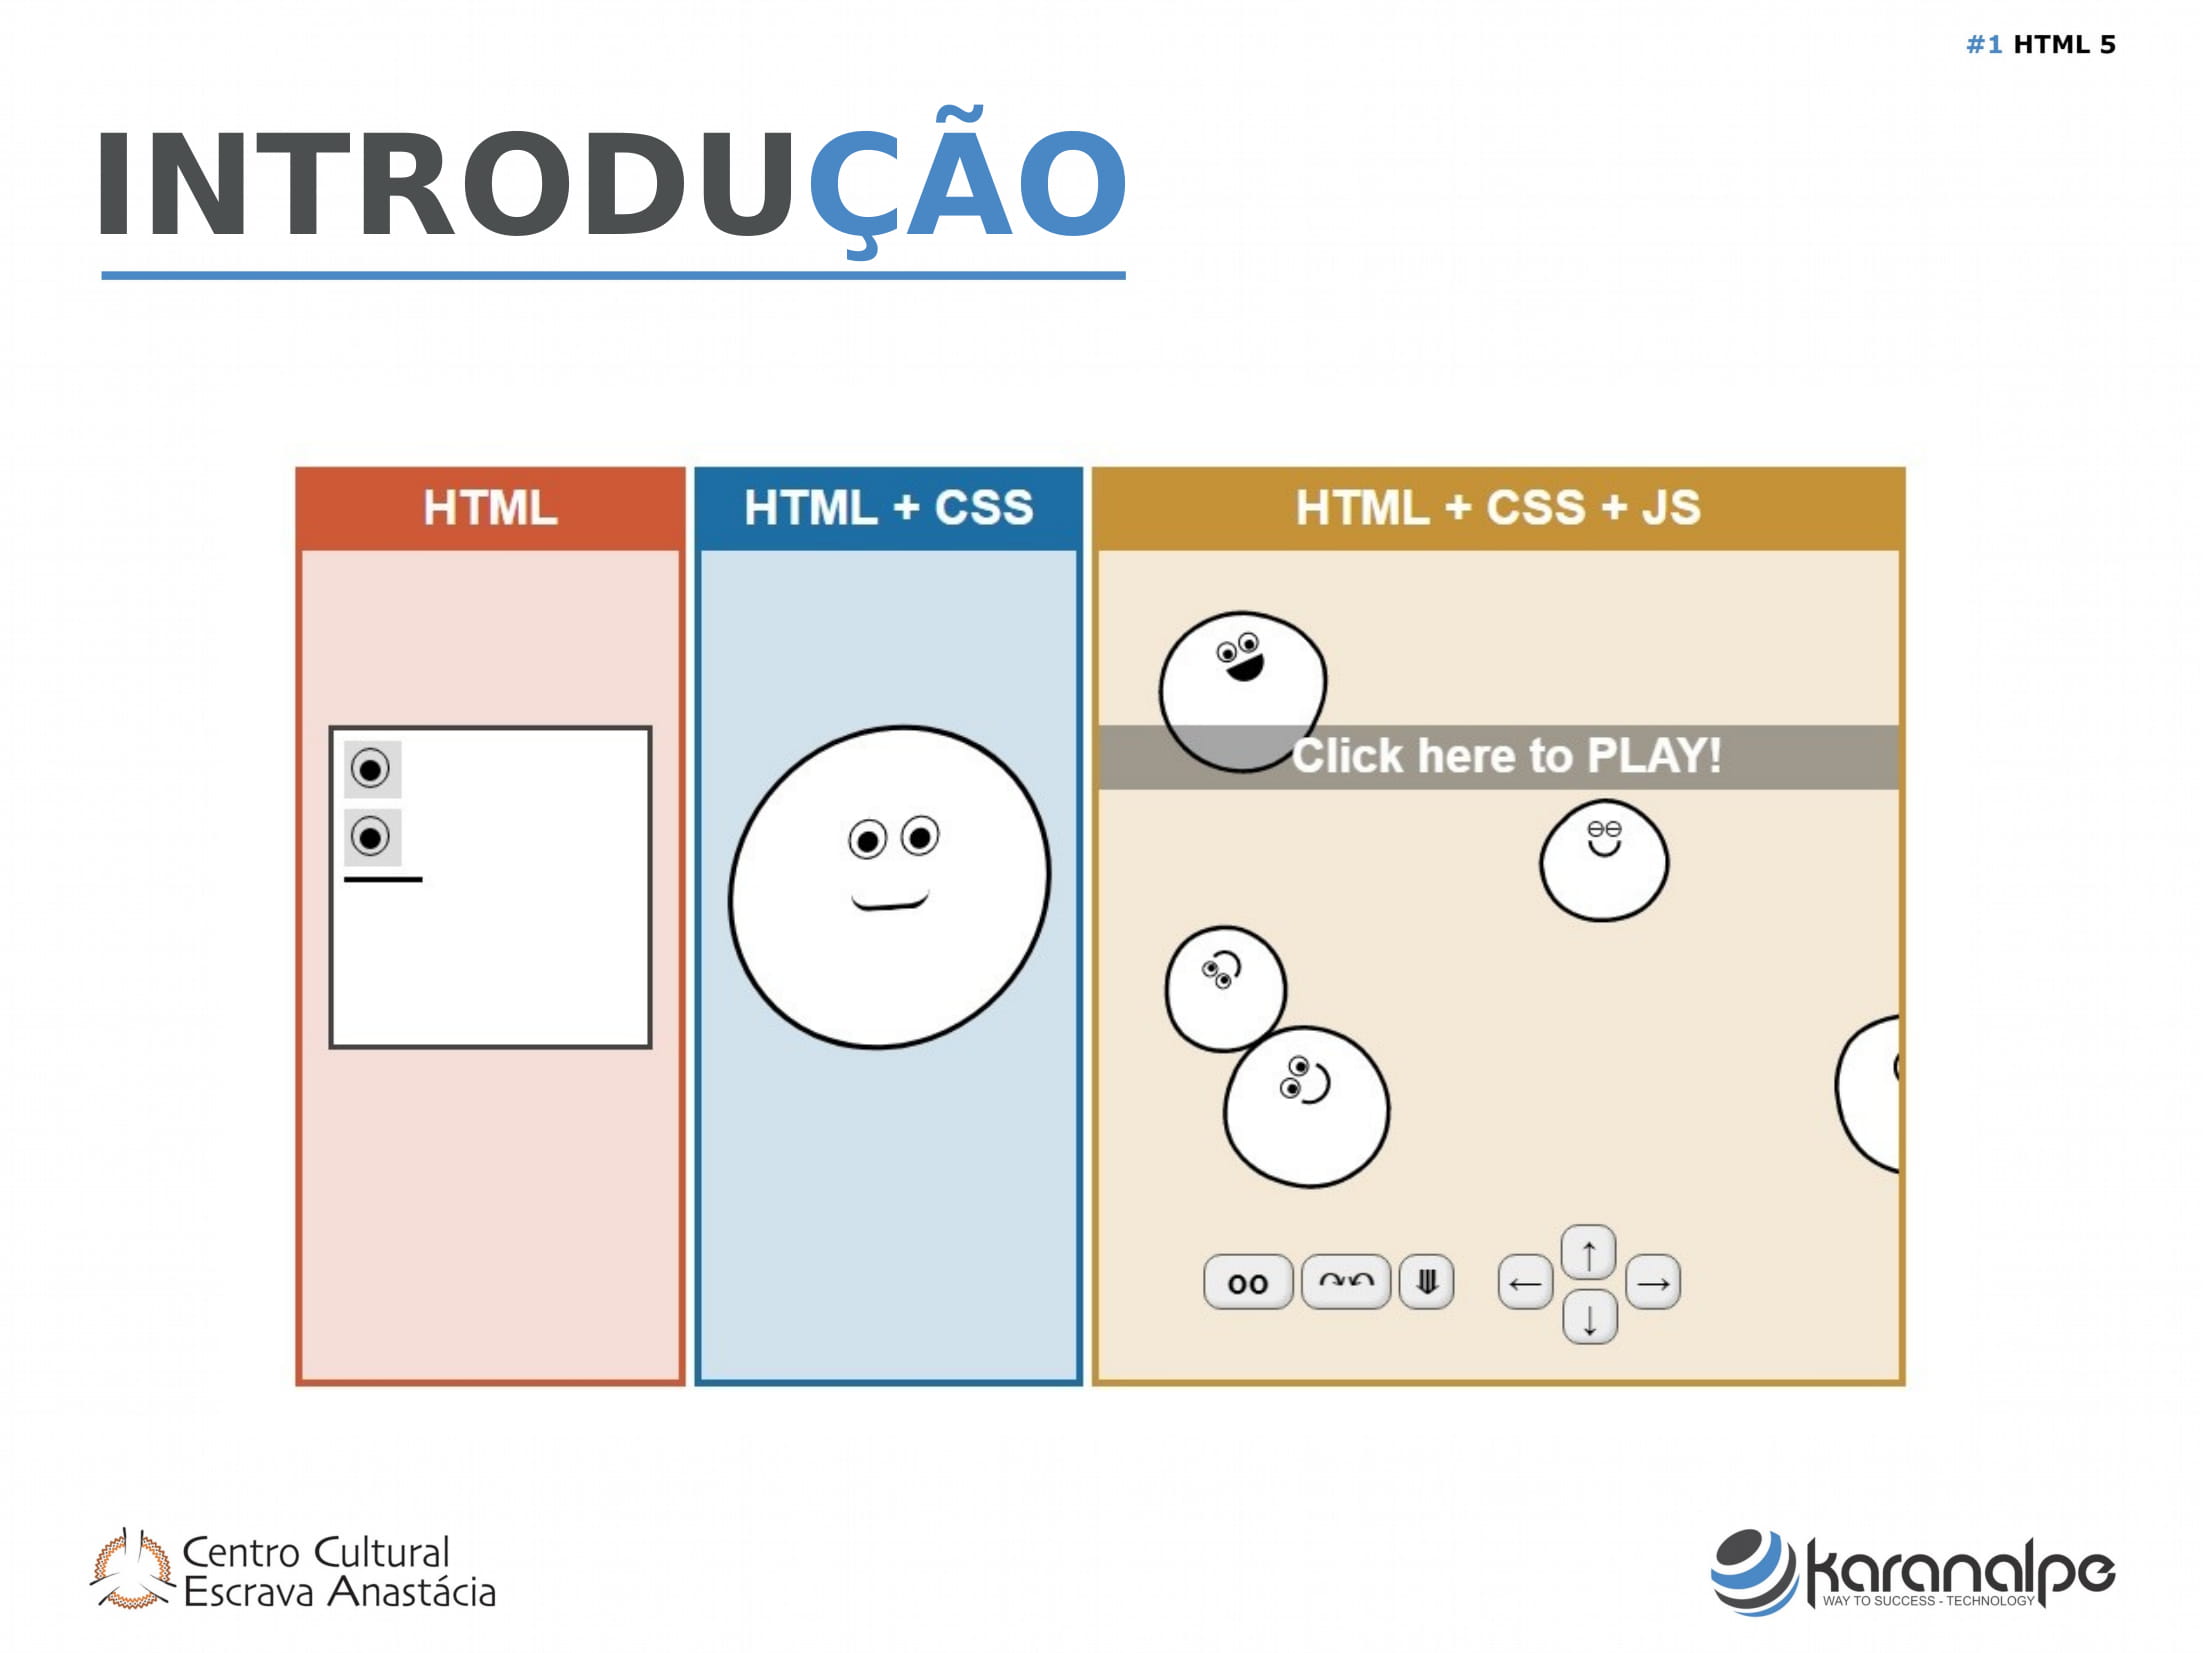 #1 HTML 5
INTRODUÇÃO
HTML
HTML + CSS
HTML + CSS + JS
Click here to PLAY!
Centro Cultural
Escrava Anastácia
karanalpe
WAY TO SUCCESS - TECHNOLOGY